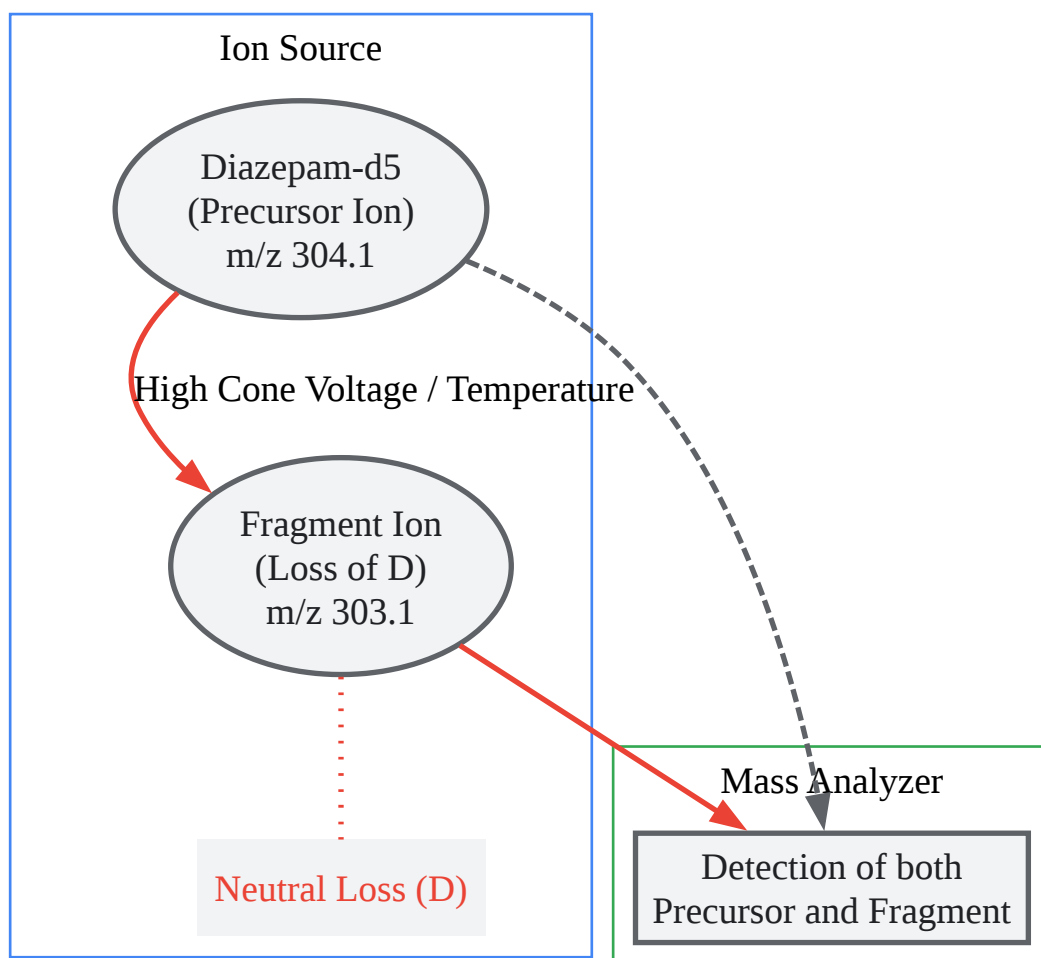 Ion Source
Diazepam-d5
(Precursor Ion)
m/z 304.1
High Cone Voltage / Temperature
Fragment Ion
(Loss of D)
m/z 303.1
Neutral Loss (D)
Mass Analyzer
Detection of both
Precursor and Fragment